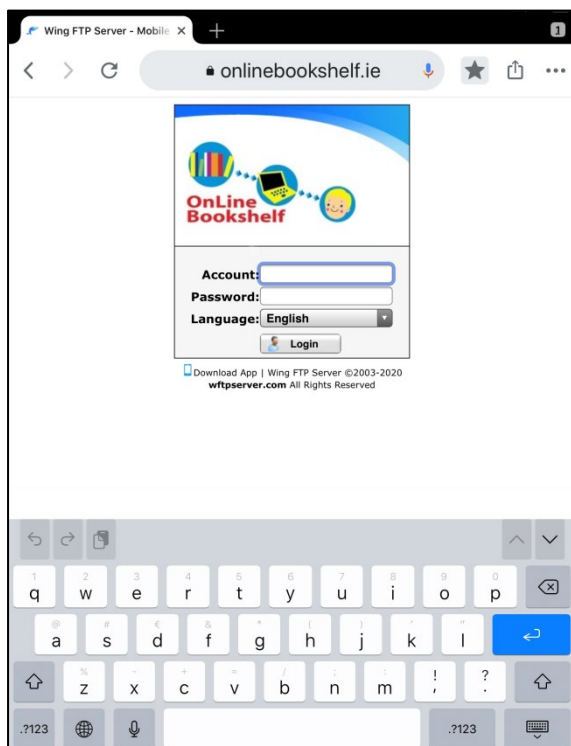 Wing FTP Server - Mobile
1
onlinebookshelf.ie
OnLine
Bookshelf
Account:
Password:
Language: English
Login
Download App | Wing FTP Server ©2003-2020
wftpserver.com All Rights Reserved
1 2 3 4 5 6 7 8 9 0
q w e r t y u i o p
@ # € & * ( ) ' "
a s d f g h j k l
% - + = / ; : ! ?
z x c v b n m , .
.?123 .?123